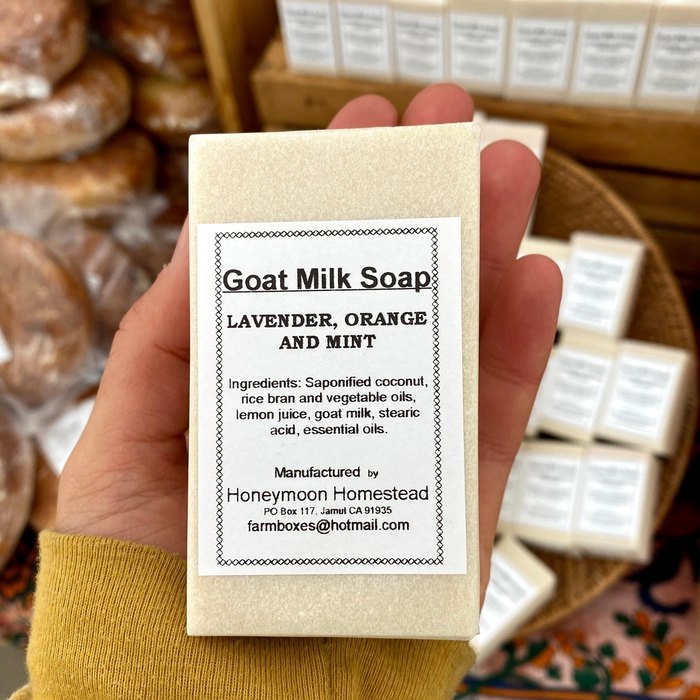 Goat Milk Soap
LAVENDER, ORANGE
AND MINT
Ingredients: Saponified coconut,
rice bran and vegetable oils,
lemon juice, goat milk, stearic
acid, essential oils.
Manufactured by
Honeymoon Homestead
PO Box 117, Jamul CA 91935
farmboxes@hotmail.com